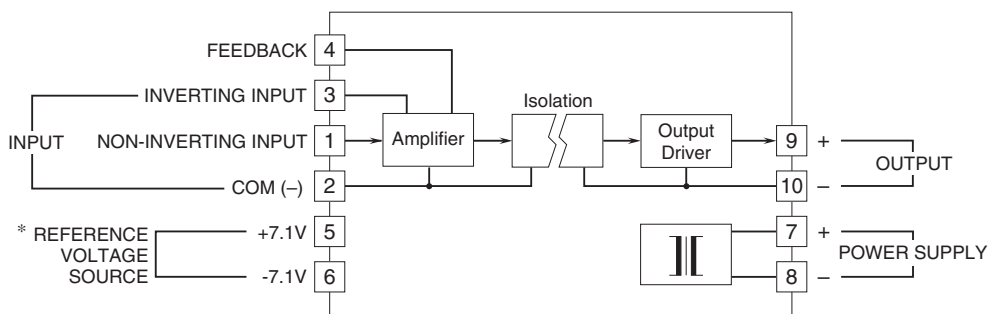 FEEDBACK 4
INVERTING INPUT 3
Isolation
INPUT
NON-INVERTING INPUT 1
Amplifier
Output
Driver
9 +
OUTPUT
COM (–) 2
10 –
* REFERENCE
VOLTAGE
SOURCE
+7.1V 5
-7.1V 6
7 +
POWER SUPPLY
8 –